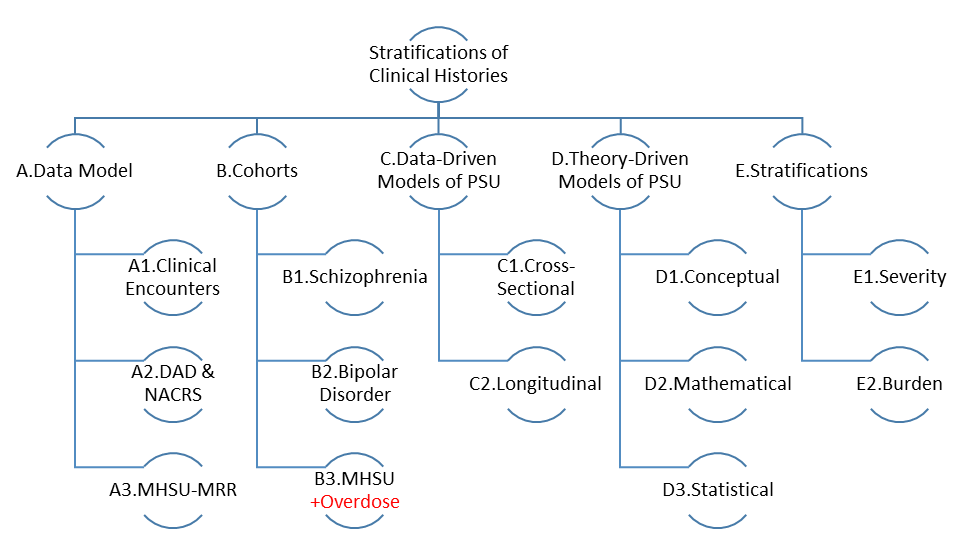 Stratifications of
Clinical Histories
A.Data Model
B.Cohorts
C.Data-Driven
Models of PSU
D.Theory-Driven
Models of PSU
E.Stratifications
A1.Clinical
Encounters
B1.Schizophrenia
C1.Cross-
Sectional
D1.Conceptual
E1.Severity
A2.DAD &
NACRS
B2.Bipolar
Disorder
C2.Longitudinal
D2.Mathematical
E2.Burden
A3.MHSU-MRR
B3.MHSU
+Overdose
D3.Statistical